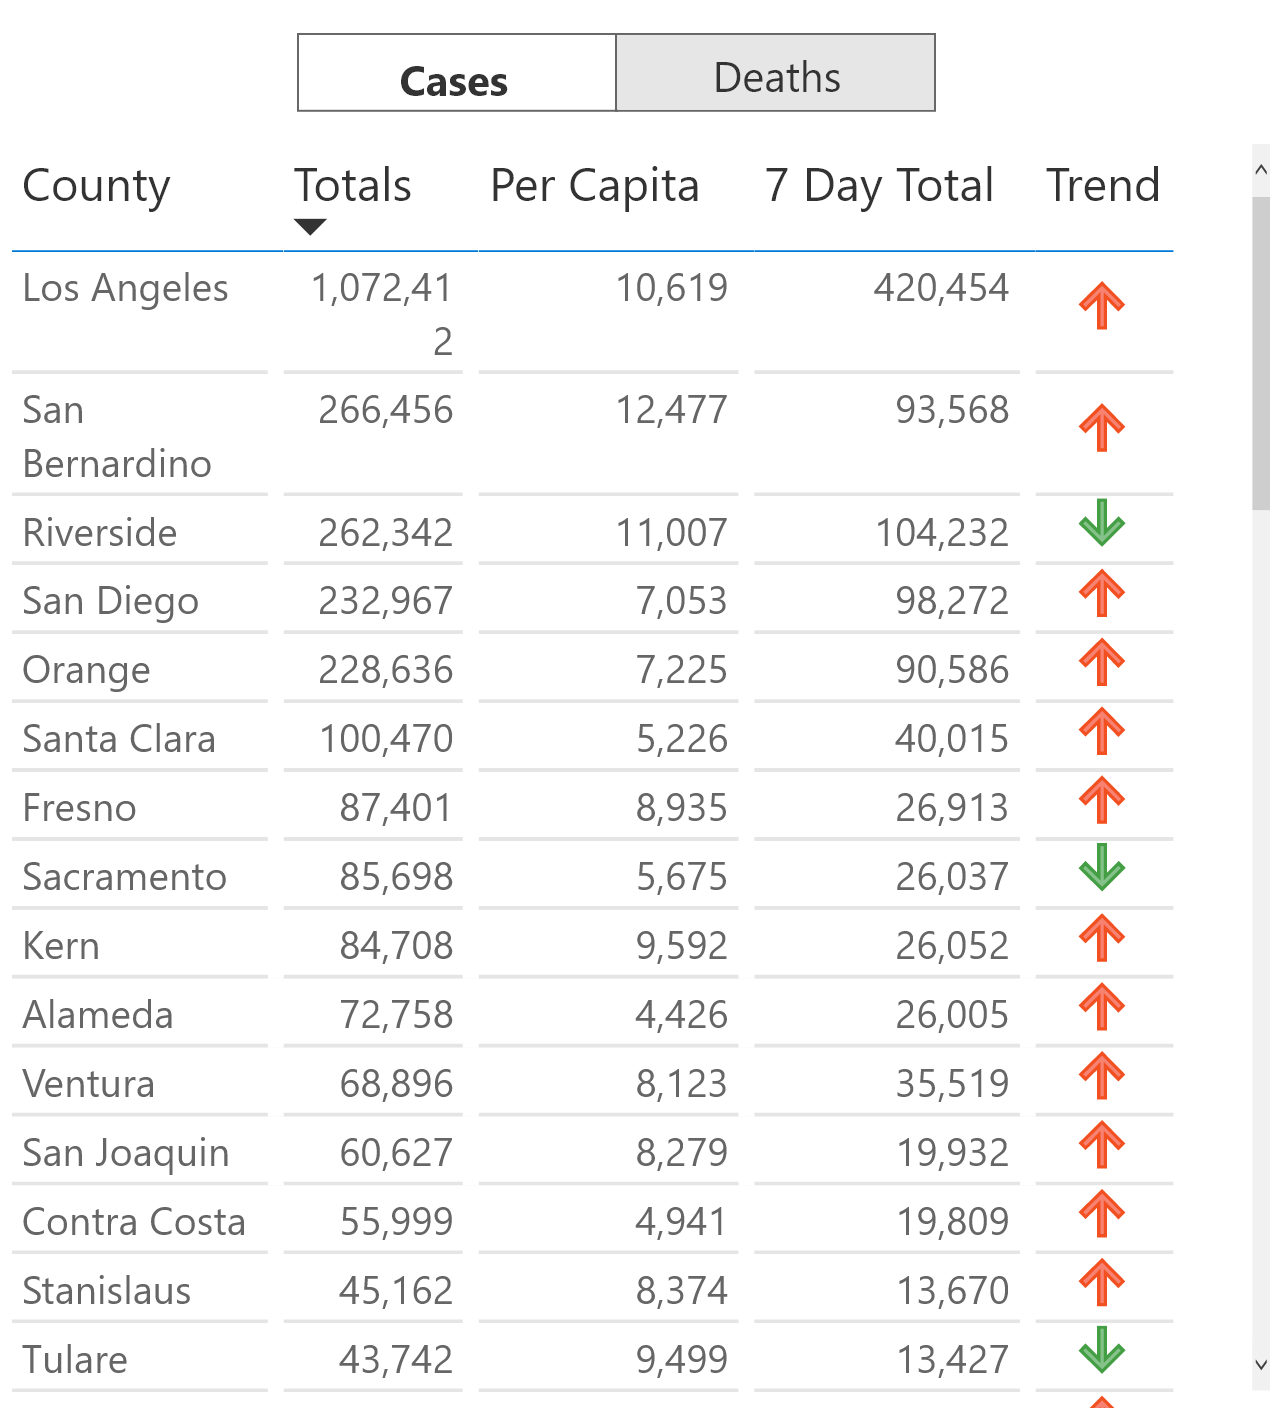 Cases Deaths
County Totals Per Capita 7 Day Total Trend
Los Angeles 1,072,41 10,619 420,454
2
San 266,456 12,477 93,568
Bernardino
Riverside 262,342 11,007 104,232
San Diego 232,967 7,053 98,272
Orange 228,636 7,225 90,586
Santa Clara 100,470 5,226 40,015
Fresno 87,401 8,935 26,913
Sacramento 85,698 5,675 26,037
Kern 84,708 9,592 26,052
Alameda 72,758 4,426 26,005
Ventura 68,896 8,123 35,519
San Joaquin 60,627 8,279 19,932
Contra Costa 55,999 4,941 19,809
Stanislaus 45,162 8,374 13,670
Tulare 43,742 9,499 13,427